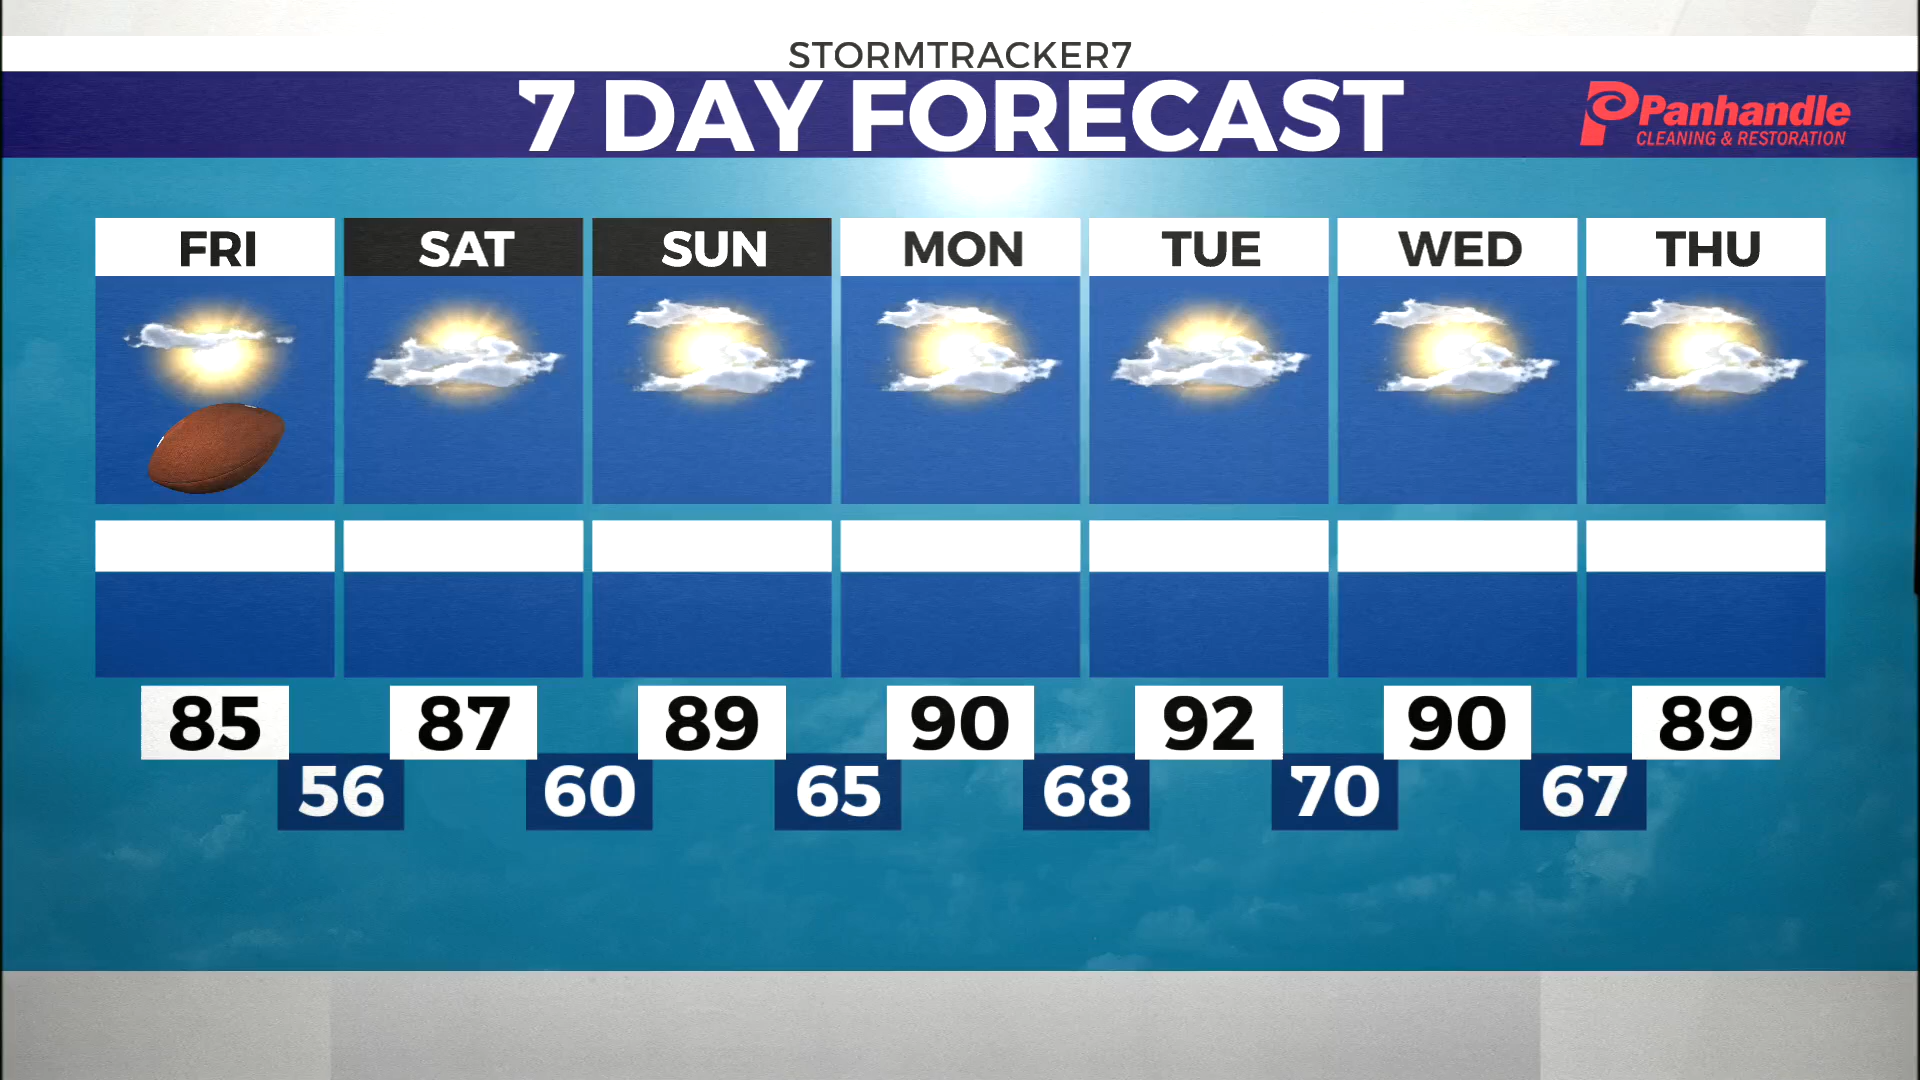 STORMTRACKER7
7 DAY FORECAST
Panhandle
CLEANING & RESTORATION
FRI SAT SUN MON TUE WED THU
85 87 89 90 92 90 89
56 60 65 68 70 67